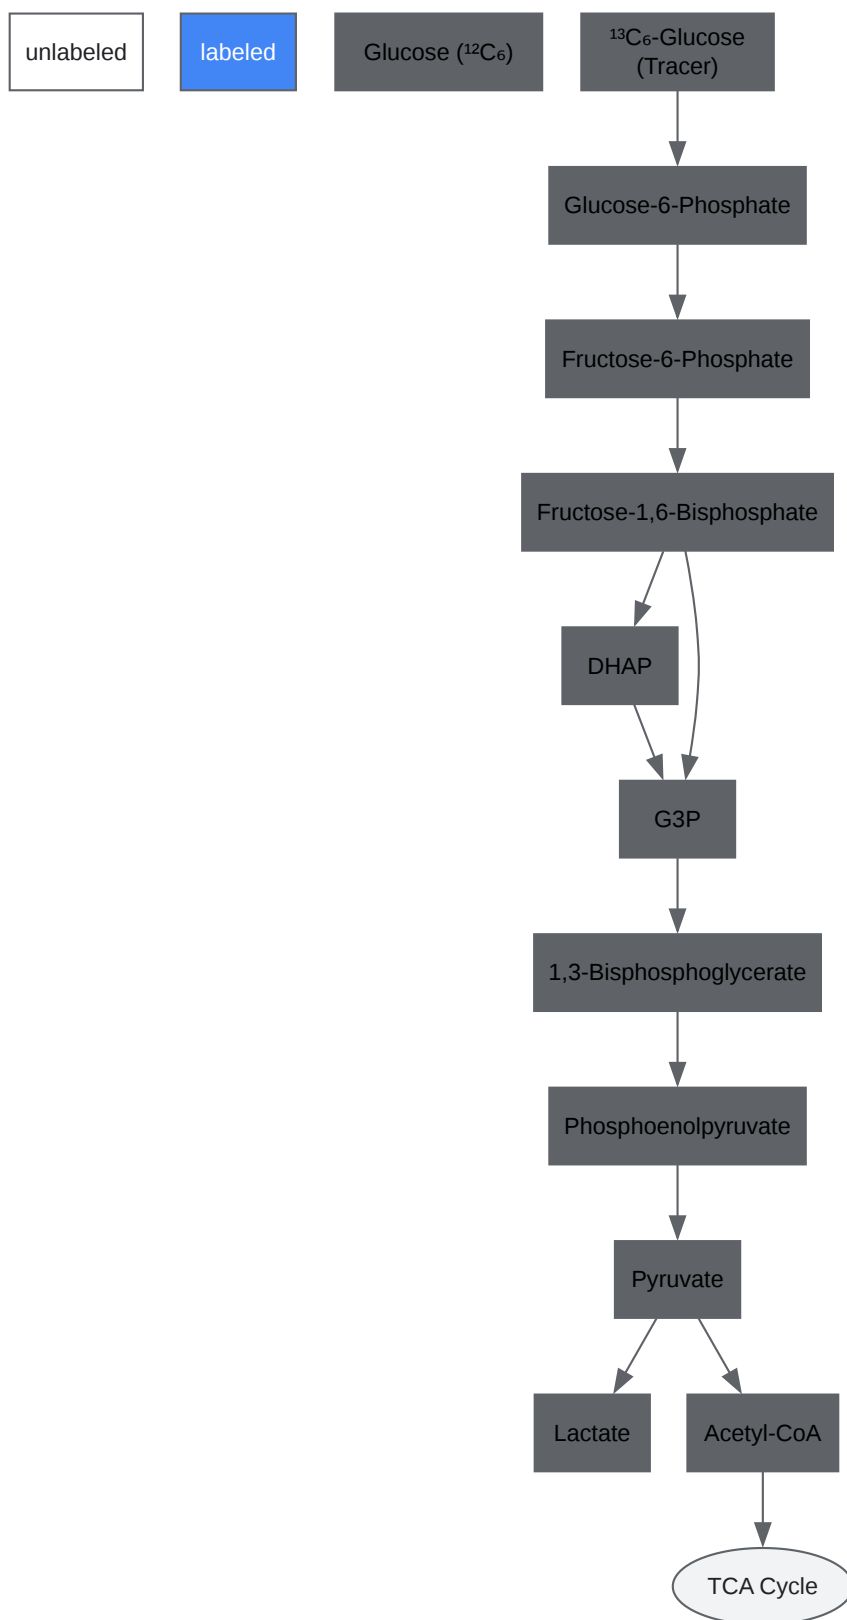 unlabeled
labeled
Glucose (¹²C₆)
¹³C₆-Glucose
(Tracer)
Glucose-6-Phosphate
Fructose-6-Phosphate
Fructose-1,6-Bisphosphate
DHAP
G3P
1,3-Bisphosphoglycerate
Phosphoenolpyruvate
Pyruvate
Lactate
Acetyl-CoA
TCA Cycle